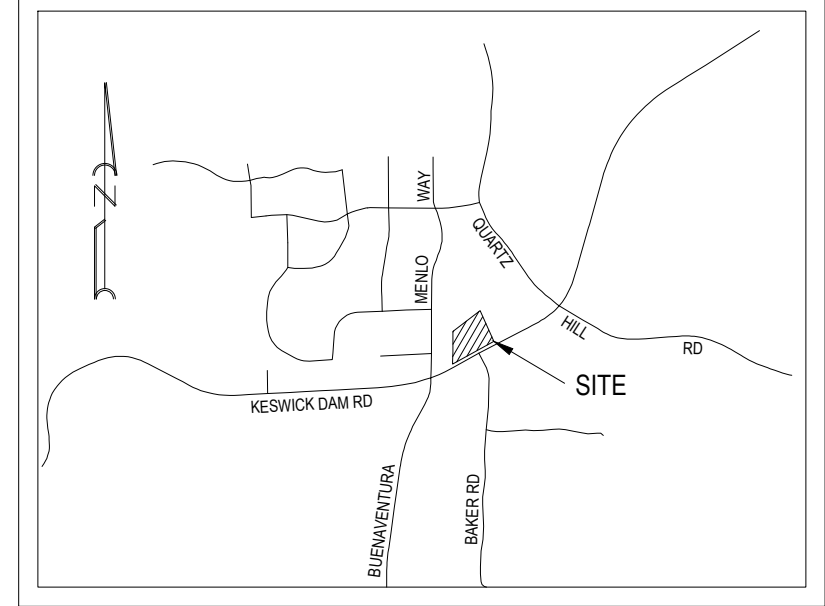 N
WAY
MENLO
QUARTZ
HILL
RD
SITE
KESWICK DAM RD
BUENAVENTURA
BAKER RD